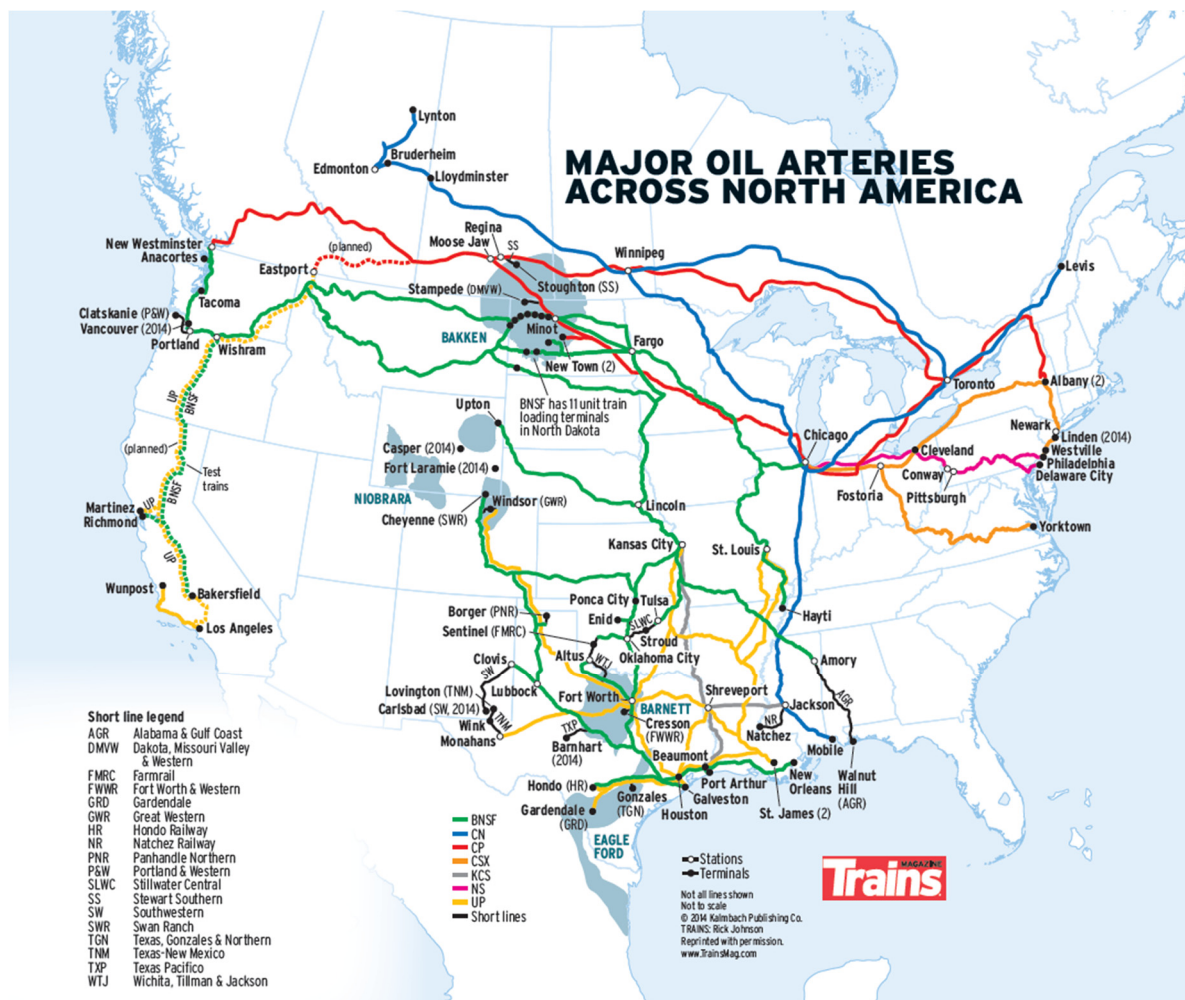 MAJOR OIL ARTERIES
ACROSS NORTH AMERICA
Lynton
Bruderheim
Edmonton
Lloydminster
Regina
Moose Jaw
SS
Winnipeg
New Westminster
Anacortes
(planned)
Eastport
Stoughton (SS)
Levis
Stampede (DMVW)
Tacoma
Clatskanie (P&W)
Vancouver (2014)
Portland
Wishram
BAKKEN
Minot
Fargo
New Town (2)
Toronto
Albany (2)
UP
BNSF
BNSF has 11 unit train
loading terminals
in North Dakota
Upton
Chicago
Newark
Linden (2014)
Cleveland
Westville
Philadelphia
Delaware City
Conway
Pittsburgh
Fostoria
(planned)
Test
trains
Casper (2014)
Fort Laramie (2014)
NIOBRARA
Windsor (GWR)
Cheyenne (SWR)
Lincoln
Martinez
Richmond
UP
BNSF
UP
Yorktown
Kansas City
St. Louis
Wunpost
Bakersfield
Los Angeles
Ponca City
Tulsa
Enid
SLWC
Stroud
Hayti
Borger (PNR)
Sentinel (FMRC)
Altus
WTJ
Oklahoma City
Clovis
SW
Amory
AGR
Lovington (TNM)
Carlsbad (SW, 2014)
Lubbock
Fort Worth
BARNETT
Shreveport
Jackson
Wink
TNM
Monahans
Cresson
(FWWR)
NR
Natchez
Mobile
TXP
Barnhart
(2014)
Beaumont
Walnut
Hill
(AGR)
Hondo (HR)
Gonzales
(TGN)
Port Arthur
Galveston
New
Orleans
Gardendale
(GRD)
Houston
St. James (2)
EAGLE
FORD
Short line legend
AGR Alabama & Gulf Coast
DMVW Dakota, Missouri Valley
& Western
FMRC Farmrail
FWWR Fort Worth & Western
GRD Gardendale
GWR Great Western
HR Hondo Railway
NR Natchez Railway
PNR Panhandle Northern
P&W Portland & Western
SLWC Stillwater Central
SS Stewart Southern
SW Southwestern
SWR Swan Ranch
TGN Texas, Gonzales & Northern
TNM Texas-New Mexico
TXP Texas Pacifico
WTJ Wichita, Tillman & Jackson
BNSF
CN
CP
CSX
KCS
NS
UP
Short lines
Stations
Terminals
Not all lines shown
Not to scale
© 2014 Kalmbach Publishing Co.
TRAINS: Rick Johnson
Reprinted with permission.
www.TrainsMag.com
Trains
MAGAZINE